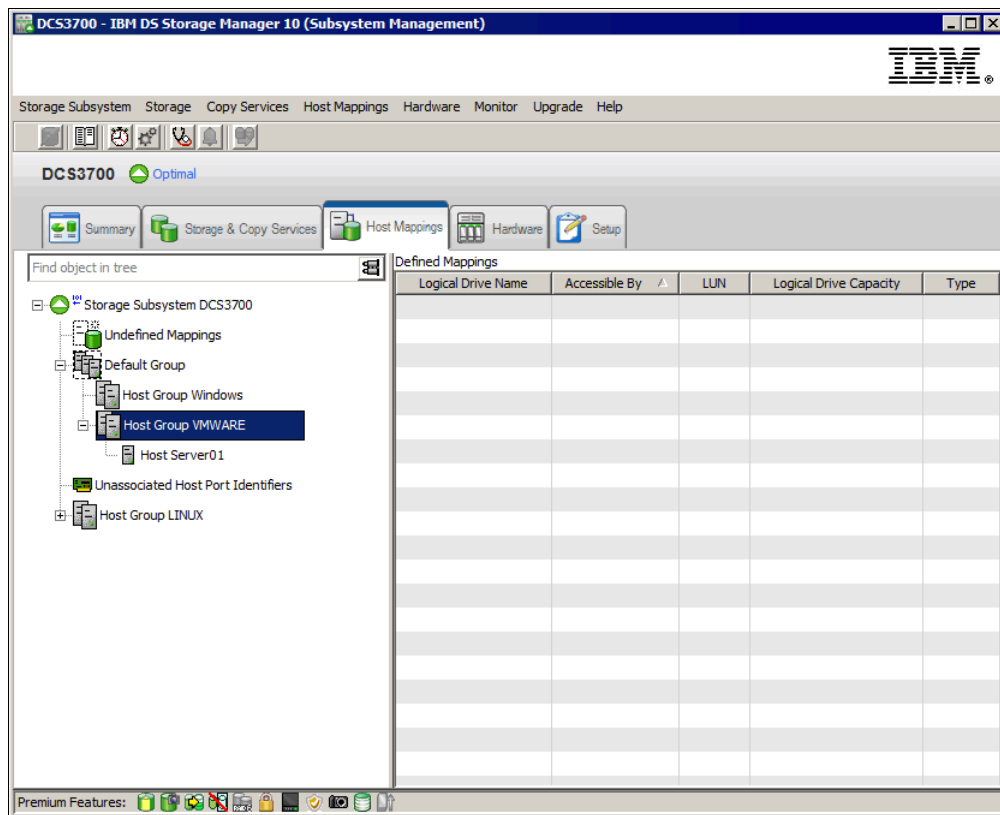 DCS3700 - IBM DS Storage Manager 10 (Subsystem Management)
IBM®
Storage Subsystem Storage Copy Services Host Mappings Hardware Monitor Upgrade Help
DCS3700 Optimal
Summary Storage & Copy Services Host Mappings Hardware Setup
Find object in tree
Defined Mappings
Logical Drive Name Accessible By LUN Logical Drive Capacity Type
Storage Subsystem DCS3700
Undefined Mappings
Default Group
Host Group Windows
Host Group VMWARE
Host Server01
Unassociated Host Port Identifiers
Host Group LINUX
Premium Features: